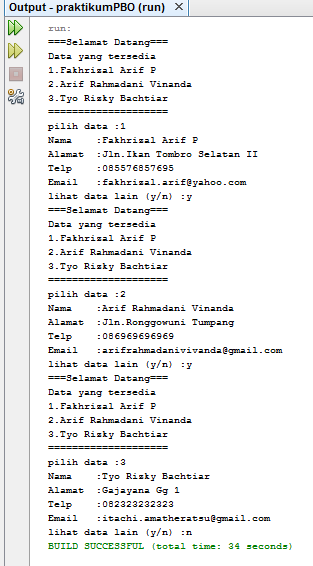 Output - praktikumPBO (run)
run:
===Selamat Datang===
Data yang tersedia
1.Fakhrizal Arif P
2.Arif Rahmadani Vinanda
3.Tyo Rizky Bachtiar
====================
pilih data :1
Nama :Fakhrizal Arif P
Alamat :Jln.Ikan Tombro Selatan II
Telp :085576857695
Email :fakhrizal.arif@yahoo.com
lihat data lain (y/n) :y
===Selamat Datang===
Data yang tersedia
1.Fakhrizal Arif P
2.Arif Rahmadani Vinanda
3.Tyo Rizky Bachtiar
====================
pilih data :2
Nama :Arif Rahmadani Vinanda
Alamat :Jln.Ronggowuni Tumpang
Telp :086969696969
Email :arifrahmadanivivanda@gmail.com
lihat data lain (y/n) :y
===Selamat Datang===
Data yang tersedia
1.Fakhrizal Arif P
2.Arif Rahmadani Vinanda
3.Tyo Rizky Bachtiar
====================
pilih data :3
Nama :Tyo Rizky Bachtiar
Alamat :Gajayana Gg 1
Telp :082323232323
Email :itachi.amatheratsu@gmail.com
lihat data lain (y/n) :n
BUILD SUCCESSFUL (total time: 34 seconds)